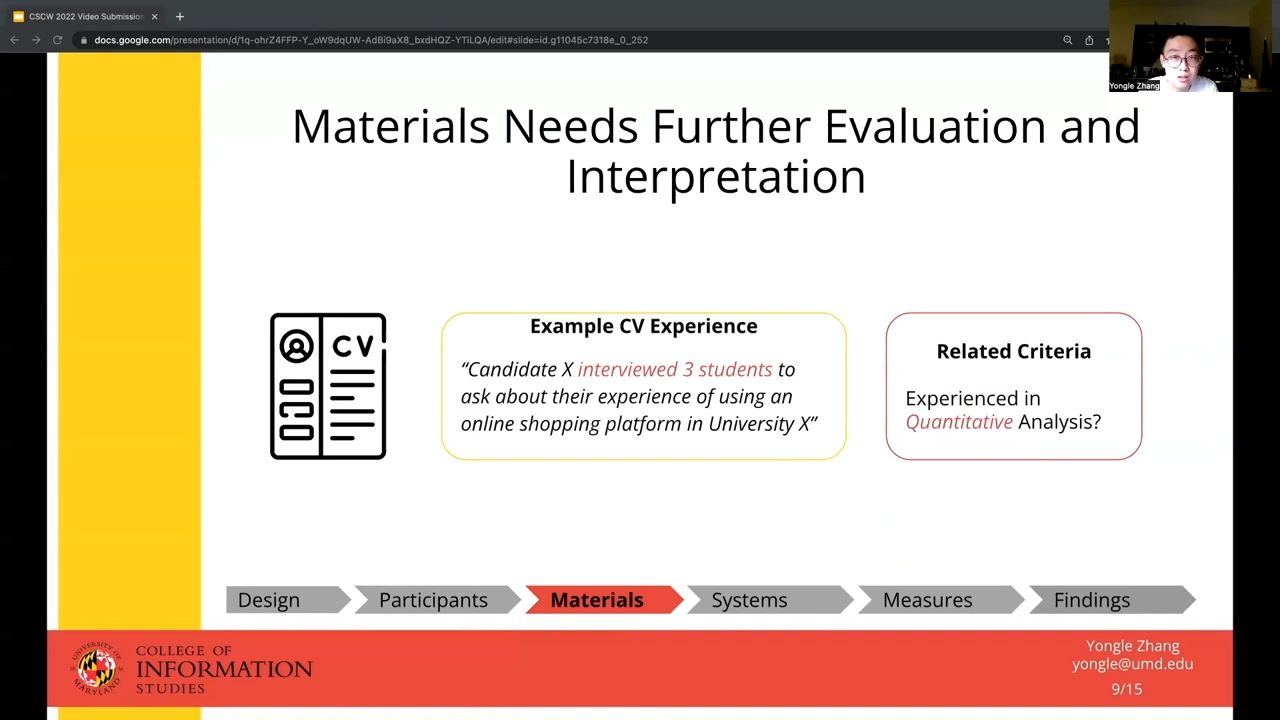 CSCW 2022 Video Submission
docs.google.com/presentation/d/1q-ohrZ4FFP-Y_oW9dqUW-AdBi9aX8_bxdHQZ-YTiLQA/edit#slide=id.g11045c7318e_0_252
Yongle Zhang
Materials Needs Further Evaluation and
Interpretation
CV
Example CV Experience
“Candidate X interviewed 3 students to
ask about their experience of using an
online shopping platform in University X”
Related Criteria
Experienced in
Quantitative Analysis?
Design
Participants
Materials
Systems
Measures
Findings
UNIVERSITY OF
MARYLAND
18 56
COLLEGE OF
INFORMATION
STUDIES
Yongle Zhang
yongle@umd.edu
9/15